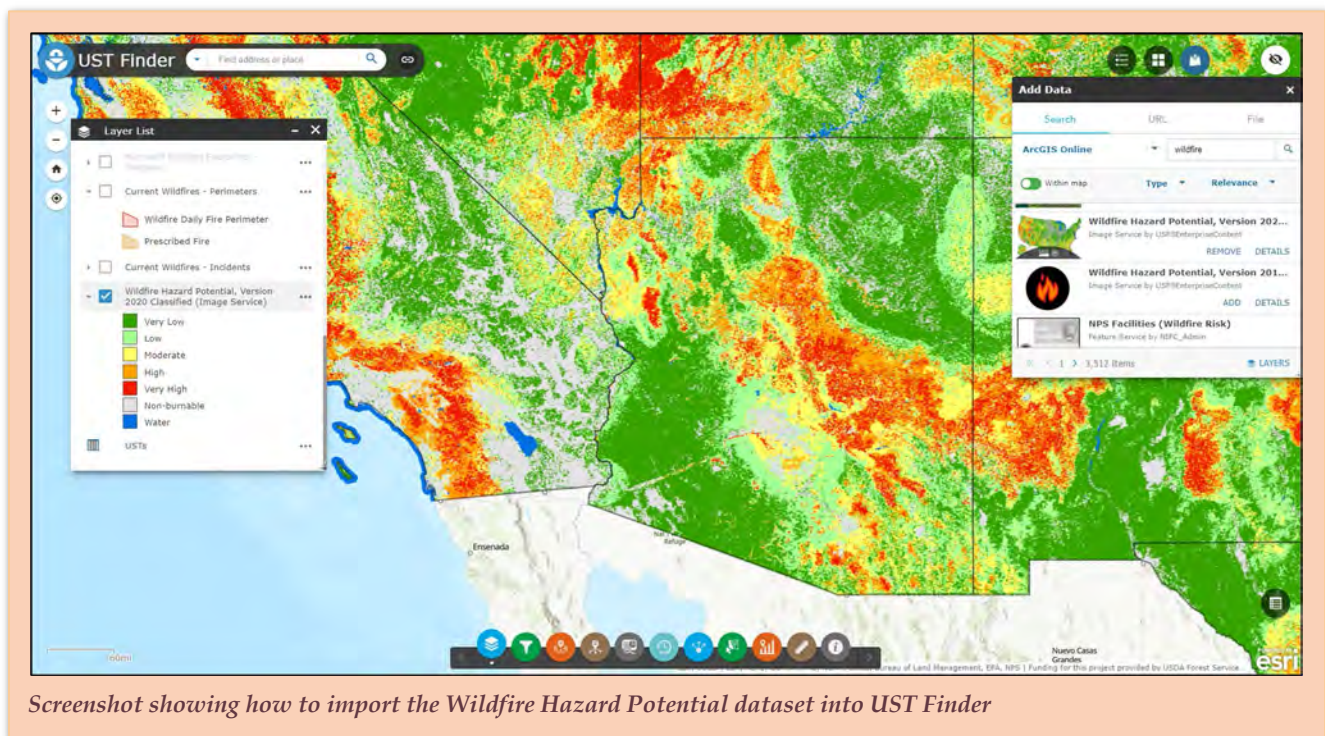 UST Finder
Find address or place
Layer List
Current Wildfires - Perimeters
Wildfire Daily Fire Perimeter
Prescribed Fire
Current Wildfires - Incidents
Wildfire Hazard Potential, Version
2020 Classified (Image Service)
Very Low
Low
Moderate
High
Very High
Non-burnable
Water
USTs
Add Data
Search URL File
ArcGIS Online wildfire
Within map Type Relevance
Wildfire Hazard Potential, Version 202...
Image Service by USFSEnterpriseContent
REMOVE DETAILS
Wildfire Hazard Potential, Version 201...
Image Service by USFSEnterpriseContent
ADD DETAILS
NPS Facilities (Wildfire Risk)
Feature Service by NIFC_Admin
1 3,512 items LAYERS
Ensenada
Refuge
Nuevo Casas
Grandes
60mi
Bureau of Land Management, EPA, NPS | Funding for this project provided by USDA Forest Service
esri
Screenshot showing how to import the Wildfire Hazard Potential dataset into UST Finder